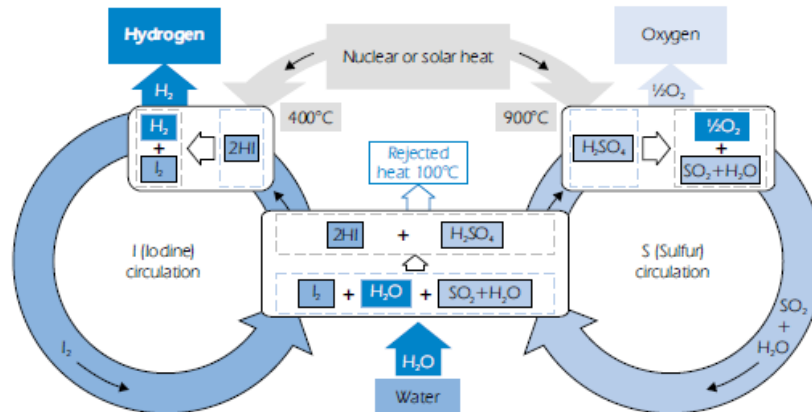 Hydrogen
Nuclear or solar heat
Oxygen
H₂
½O₂
400°C
900°C
H₂
+
I₂
2HI
H₂SO₄
½O₂
+
SO₂+H₂O
Rejected
heat 100°C
2HI + H₂SO₄
I₂ + H₂O + SO₂+H₂O
I (Iodine)
circulation
S (Sulfur)
circulation
I₂
SO₂
+
H₂O
H₂O
Water